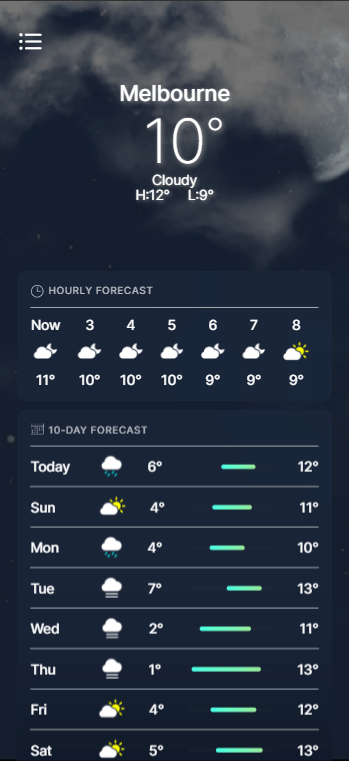 Melbourne
10°
Cloudy
H:12° L:9°
HOURLY FORECAST
Now 3 4 5 6 7 8
11° 10° 10° 10° 9° 9° 9°
10-DAY FORECAST
Today 6° 12°
Sun 4° 11°
Mon 4° 10°
Tue 7° 13°
Wed 2° 11°
Thu 1° 13°
Fri 4° 12°
Sat 5° 13°